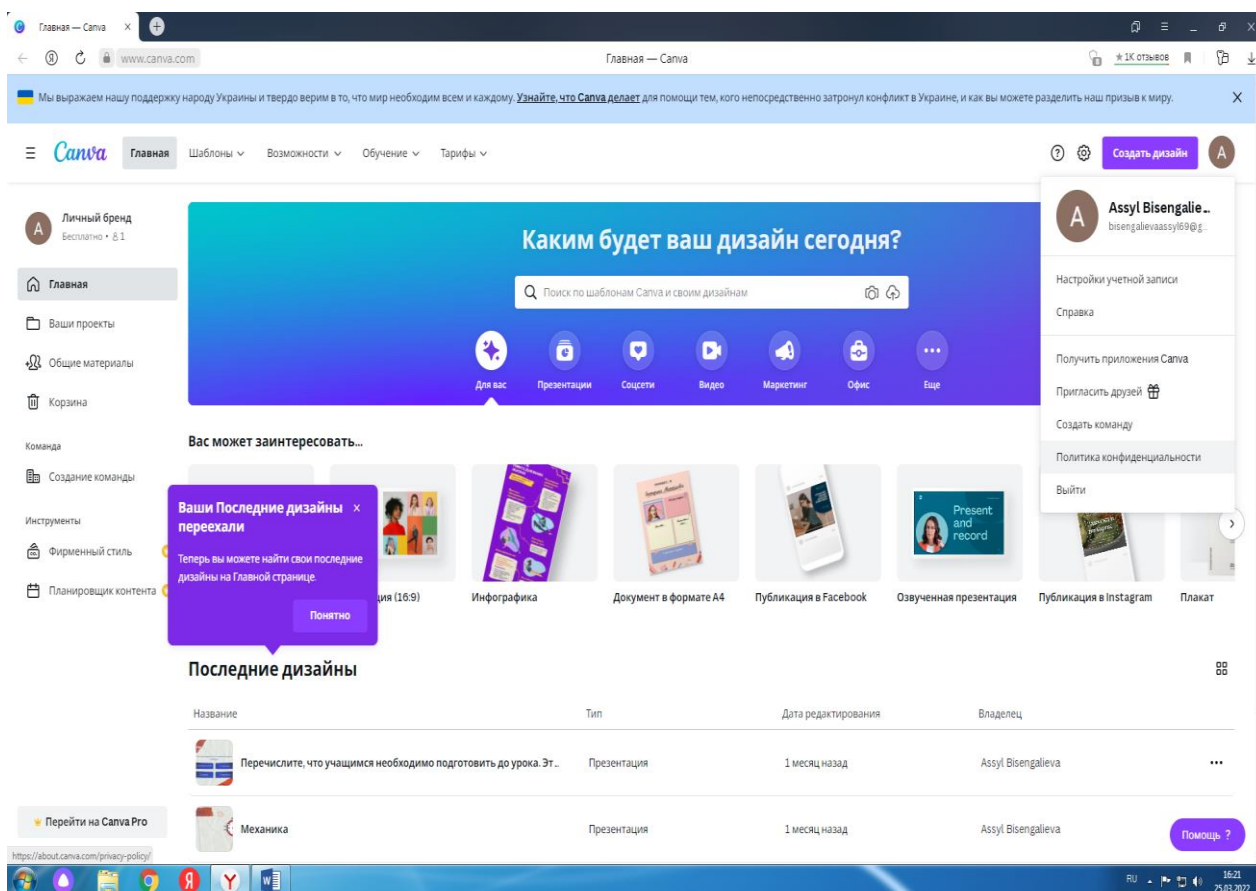 Главная — Canva
www.canva.com
Главная — Canva
★ 1K отзывов
Мы выражаем нашу поддержку народу Украины и твердо верим в то, что мир необходим всем и каждому. Узнайте, что Canva делает для помощи тем, кого непосредственно затронул конфликт в Украине, и как вы можете разделить наш призыв к миру.
Canva
Главная
Шаблоны
Возможности
Обучение
Тарифы
Создать дизайн
A
A
Личный бренд
Бесплатно • 1
Главная
Ваши проекты
Общие материалы
Корзина
Команда
Создание команды
Инструменты
Фирменный стиль
Планировщик контента
Перейти на Canva Pro
Каким будет ваш дизайн сегодня?
Поиск по шаблонам Canva и своим дизайнам
Для вас
Презентации
Соцсети
Видео
Маркетинг
Офис
Еще
A
Assyl Bisengalie...
bisengalievaassyl69@g...
Настройки учетной записи
Справка
Получить приложения Canva
Пригласить друзей
Создать команду
Политика конфиденциальности
Выйти
Вас может заинтересовать...
Ваши Последние дизайны
переехали
Теперь вы можете найти свои последние
дизайны на Главной странице.
Понятно
(16:9)
Инфографика
Документ в формате A4
Публикация в Facebook
Present
and
record
Озвученная презентация
Публикация в Instagram
Плакат
Последние дизайны
Название
Тип
Дата редактирования
Владелец
Перечислите, что учащимся необходимо подготовить до урока. Эт...
Презентация
1 месяц назад
Assyl Bisengalieva
Механика
Презентация
1 месяц назад
Assyl Bisengalieva
Помощь ?
https://about.canva.com/privacy-policy/
RU
16:21
25.03.2022